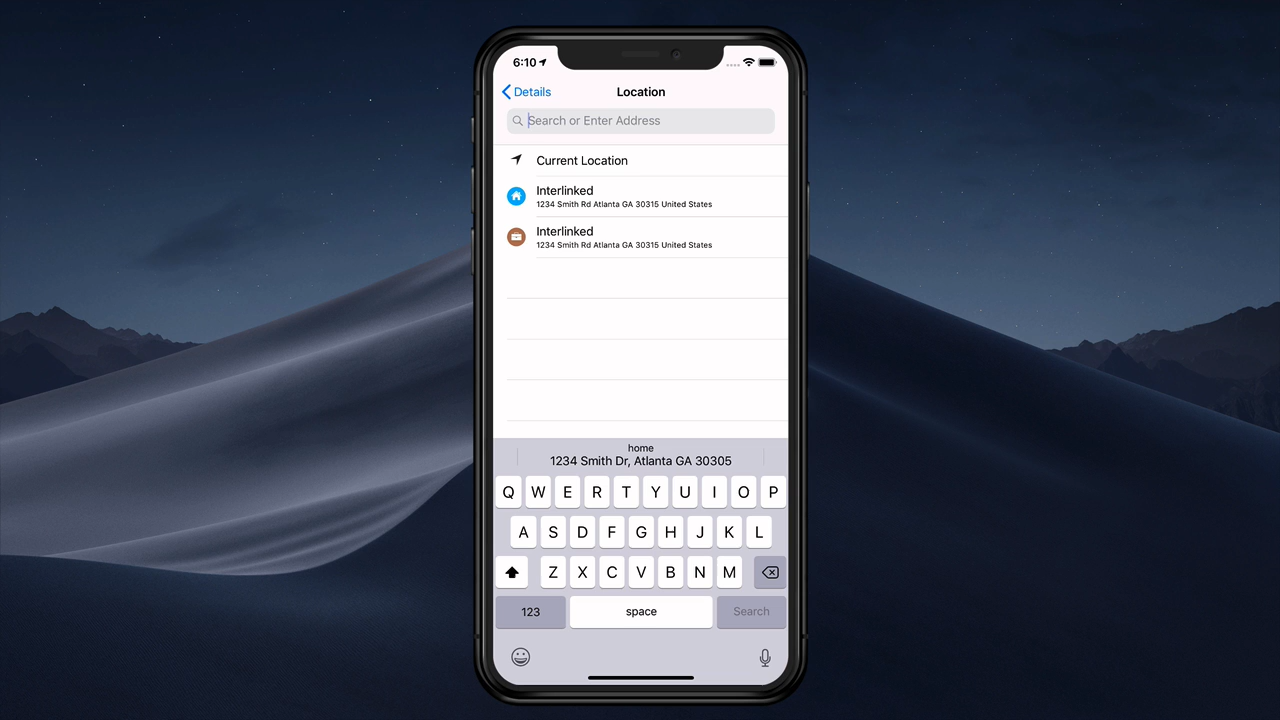 6:10
Details
Location
Search or Enter Address
Current Location
Interlinked
1234 Smith Rd Atlanta GA 30315 United States
Interlinked
1234 Smith Rd Atlanta GA 30315 United States
home
1234 Smith Dr, Atlanta GA 30305
Q W E R T Y U I O P
A S D F G H J K L
Z X C V B N M
123 space Search